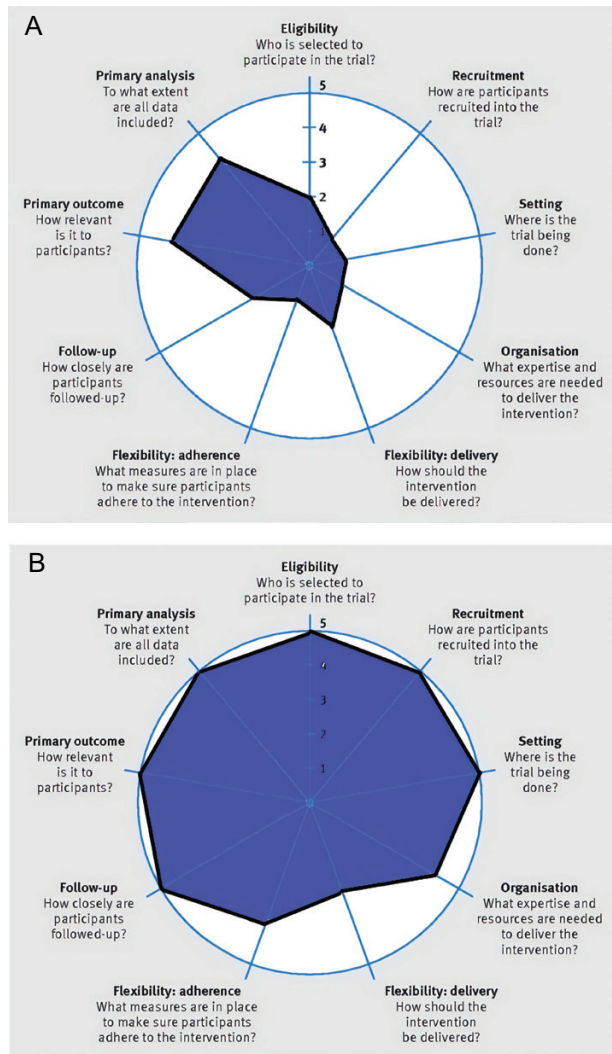 A
Eligibility
Who is selected to
participate in the trial?
Primary analysis
To what extent
are all data
included?
Recruitment
How are participants
recruited into the
trial?
5
4
3
2
1
Primary outcome
How relevant
is it to
participants?
Setting
Where is the
trial being
done?
Follow-up
How closely are
participants
followed-up?
Organisation
What expertise and
resources are needed
to deliver the
intervention?
Flexibility: adherence
What measures are in place
to make sure participants
adhere to the intervention?
Flexibility: delivery
How should the
intervention
be delivered?
B
Eligibility
Who is selected to
participate in the trial?
Primary analysis
To what extent
are all data
included?
Recruitment
How are participants
recruited into the
trial?
5
4
3
2
1
Primary outcome
How relevant
is it to
participants?
Setting
Where is the
trial being
done?
Follow-up
How closely are
participants
followed-up?
Organisation
What expertise and
resources are needed
to deliver the
intervention?
Flexibility: adherence
What measures are in place
to make sure participants
adhere to the intervention?
Flexibility: delivery
How should the
intervention
be delivered?